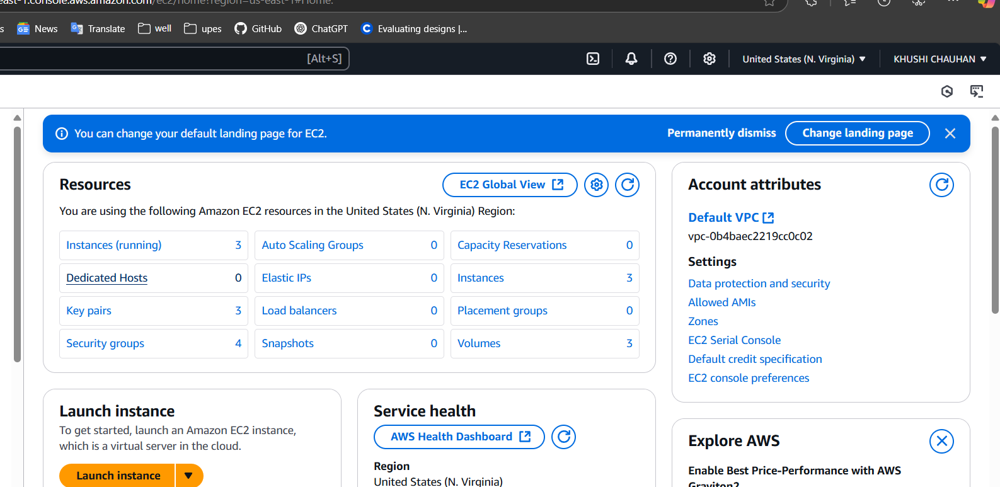 east-1.console.aws.amazon.com/ec2/home?region=us-east-1#Home:
s News Translate well upes GitHub ChatGPT Evaluating designs |...
[Alt+S] United States (N. Virginia) KHUSHI CHAUHAN
You can change your default landing page for EC2. Permanently dismiss Change landing page
Resources EC2 Global View
You are using the following Amazon EC2 resources in the United States (N. Virginia) Region:
Instances (running) 3 Auto Scaling Groups 0 Capacity Reservations 0
Dedicated Hosts 0 Elastic IPs 0 Instances 3
Key pairs 3 Load balancers 0 Placement groups 0
Security groups 4 Snapshots 0 Volumes 3
Account attributes
Default VPC
vpc-0b4baec2219cc0c02
Settings
Data protection and security
Allowed AMIs
Zones
EC2 Serial Console
Default credit specification
EC2 console preferences
Launch instance
To get started, launch an Amazon EC2 instance,
which is a virtual server in the cloud.
Launch instance
Service health
AWS Health Dashboard
Region
United States (N. Virginia)
Explore AWS
Enable Best Price-Performance with AWS
Graviton2